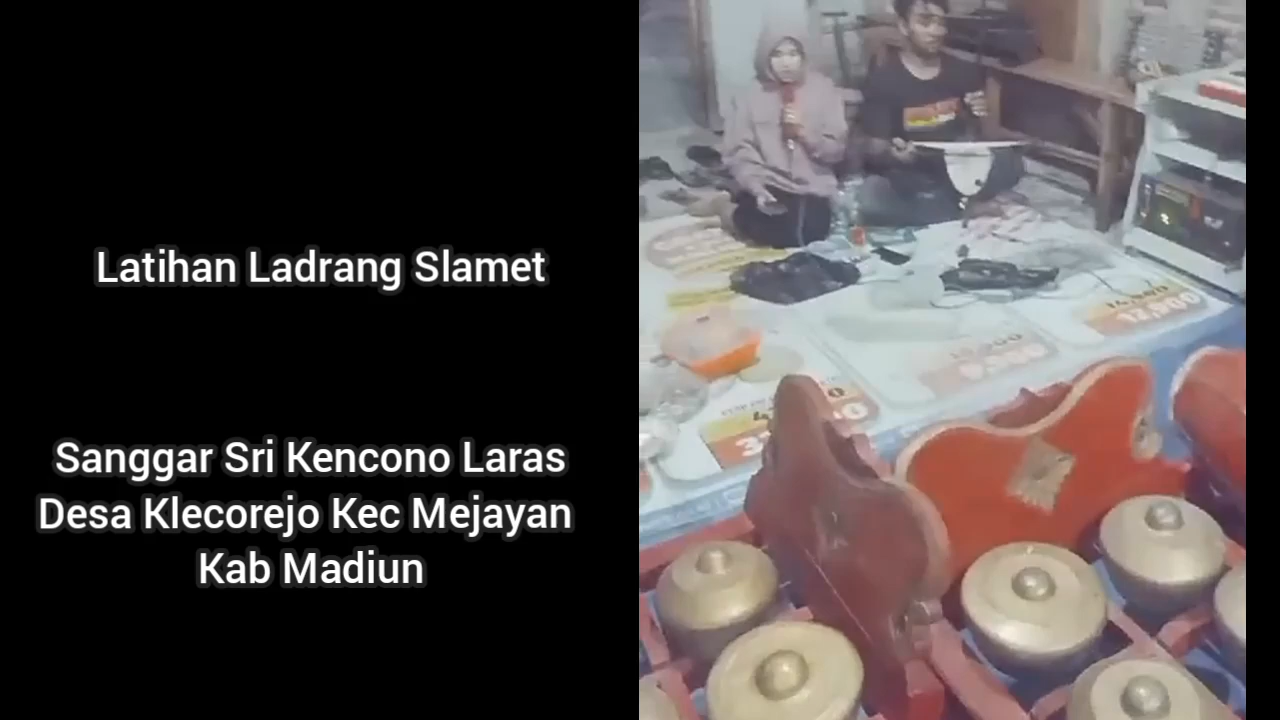 Latihan Ladrang Slamet
Sanggar Sri Kencono Laras
Desa Klecorejo Kec Mejayan
Kab Madiun